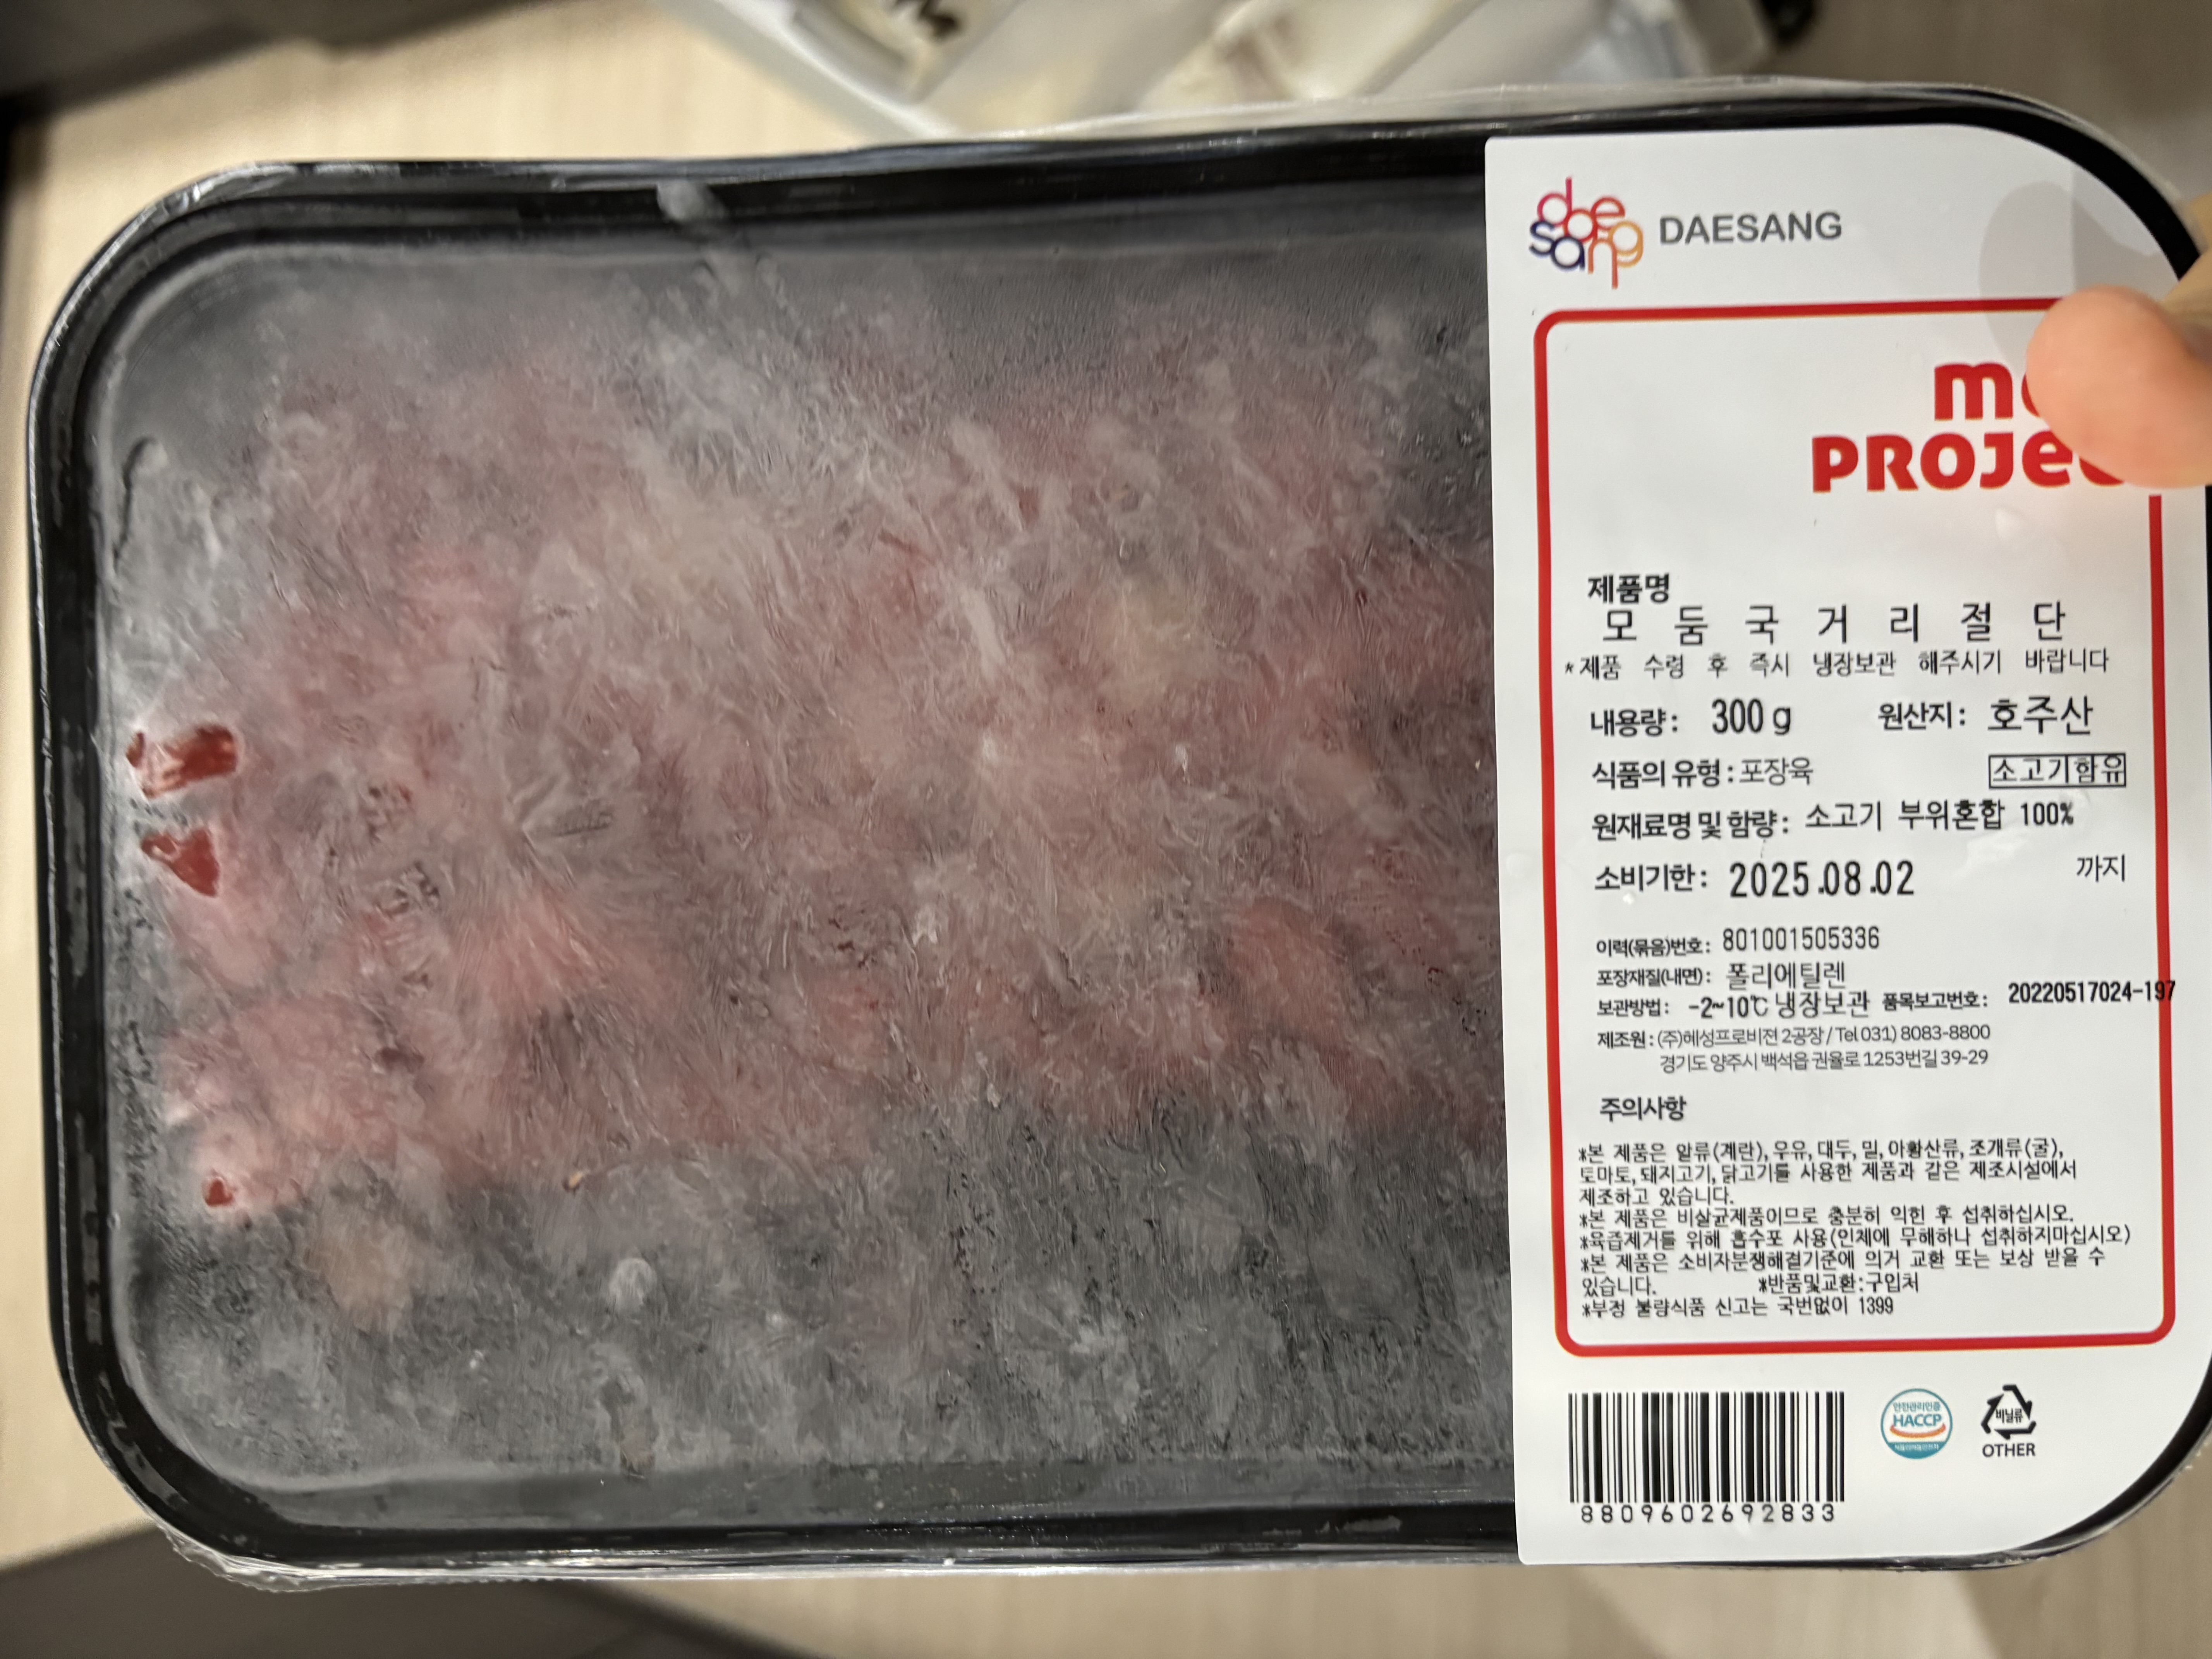 dae
sang
DAESANG
PROJe
제품명
모 둠 국 거 리 절 단
*제품 수령 후 즉시 냉장보관 해주시기 바랍니다
내용량: 300 g 원산지: 호주산
식품의 유형: 포장육 소고기함유
원재료명 및 함량: 소고기 부위혼합 100%
소비기한: 2025.08.02 까지
이력(묶음)번호: 801001505336
포장재질(내면): 폴리에틸렌
보관방법: -2~10℃ 냉장보관 품목보고번호: 20220517024-197
제조원: (주)혜성프로비젼 2공장 / Tel 031) 8083-8800
경기도 양주시 백석읍 권율로 1253번길 39-29
주의사항
*본 제품은 알류(계란), 우유, 대두, 밀, 아황산류, 조개류(굴),
토마토, 돼지고기, 닭고기를 사용한 제품과 같은 제조시설에서
제조하고 있습니다.
*본 제품은 비살균제품이므로 충분히 익힌 후 섭취하십시오.
*육즙제거를 위해 흡수포 사용(인체에 무해하나 섭취하지마십시오)
*본 제품은 소비자분쟁해결기준에 의거 교환 또는 보상 받을 수
있습니다. *반품및교환:구입처
*부정 불량식품 신고는 국번없이 1399
안전관리인증
HACCP
비닐류
OTHER
8809602692833